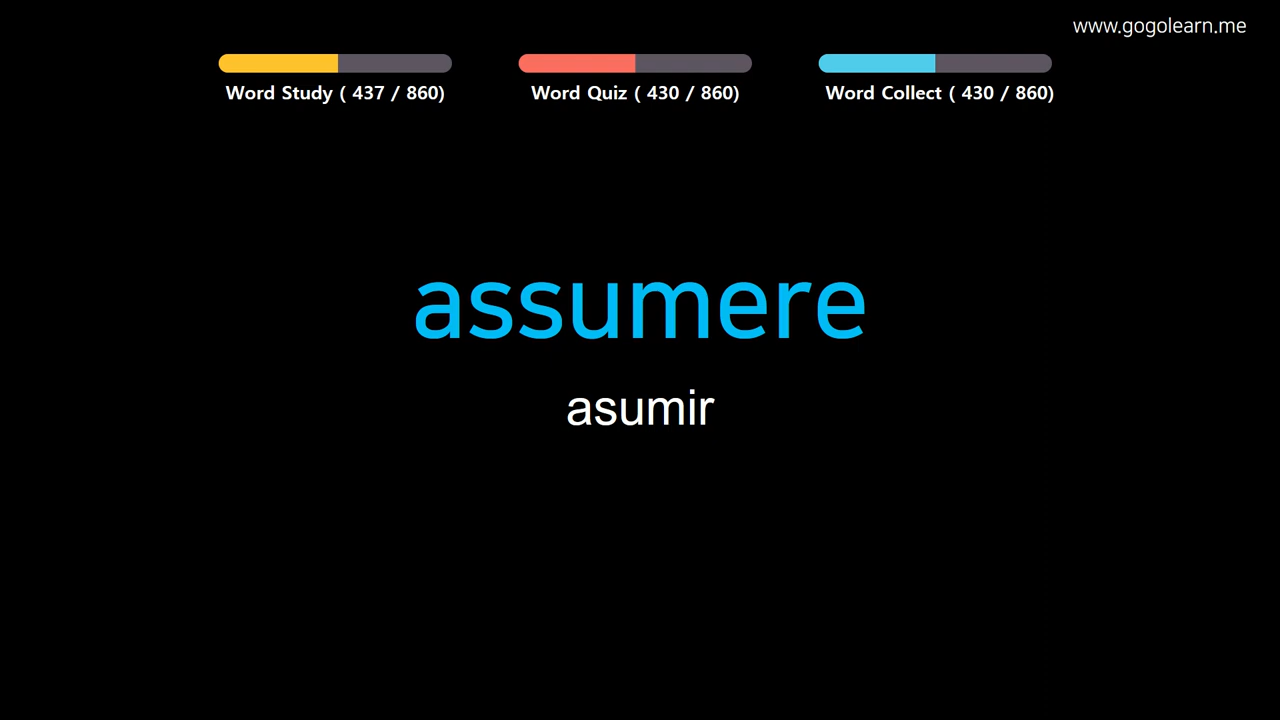 www.gogolearn.me
Word Study ( 437 / 860)
Word Quiz ( 430 / 860)
Word Collect ( 430 / 860)
assumere
asumir